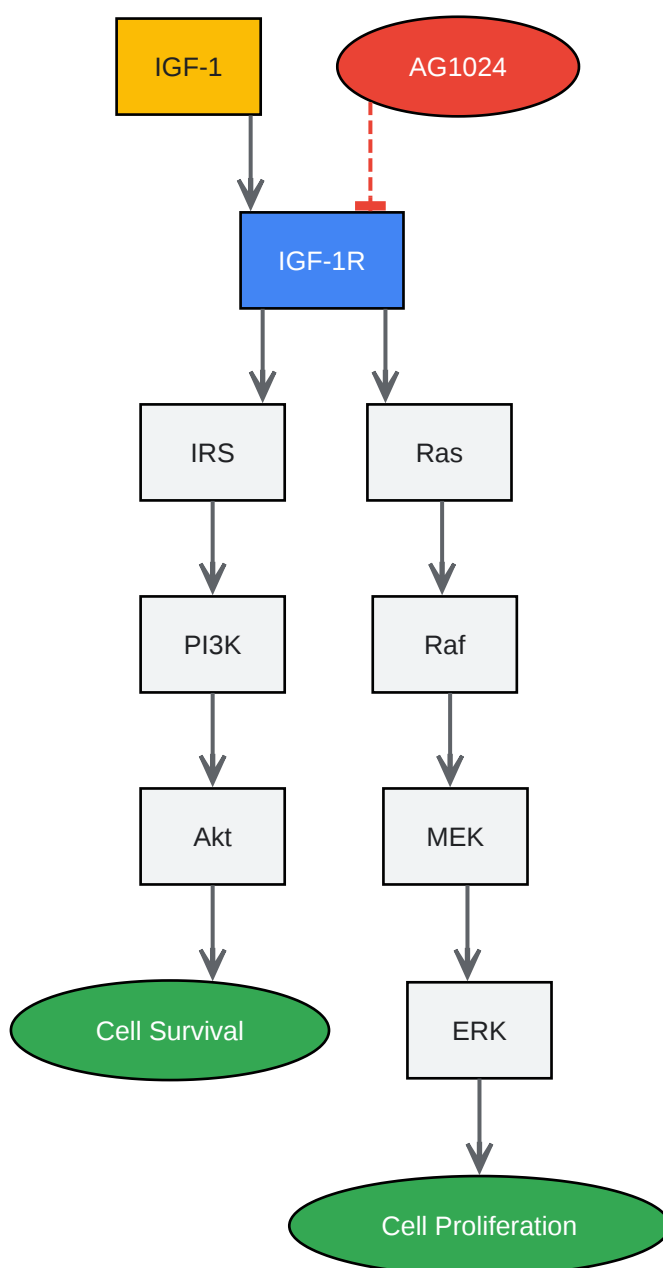 IGF-1
AG1024
IGF-1R
IRS
Ras
PI3K
Raf
Akt
MEK
Cell Survival
ERK
Cell Proliferation